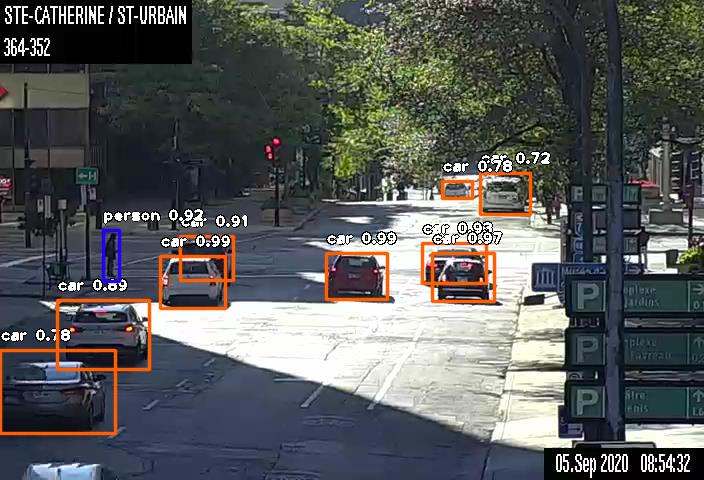 STE-CATHERINE / ST-URBAIN
364-352
car 0.72
car 0.78
person 0.92
car 0.91
car 0.99
car 0.99
car 0.93
car 0.97
car 0.89
car 0.78
P
P
P
05.Sep 2020 08:54:32